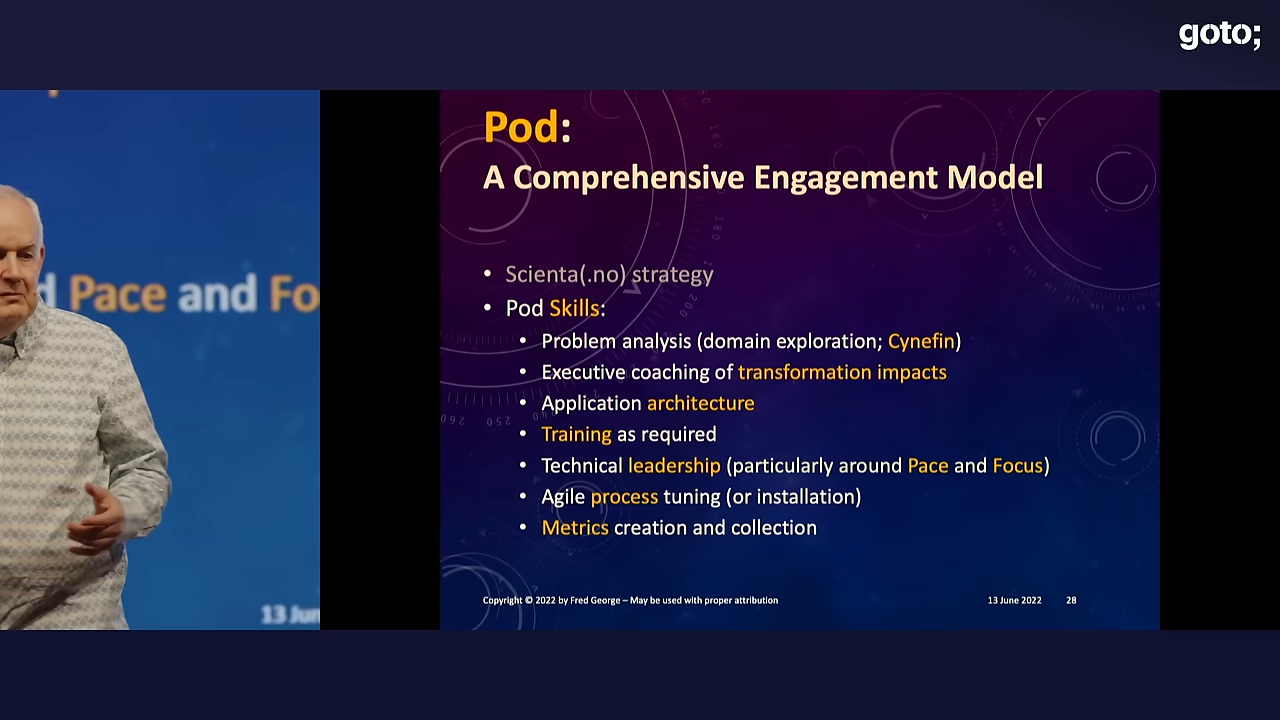 goto;
d Pace and Fo
13 Jun
Pod:
A Comprehensive Engagement Model
• Scienta(.no) strategy
• Pod Skills:
• Problem analysis (domain exploration; Cynefin)
• Executive coaching of transformation impacts
• Application architecture
• Training as required
• Technical leadership (particularly around Pace and Focus)
• Agile process tuning (or installation)
• Metrics creation and collection
Copyright © 2022 by Fred George – May be used with proper attribution
13 June 2022 28